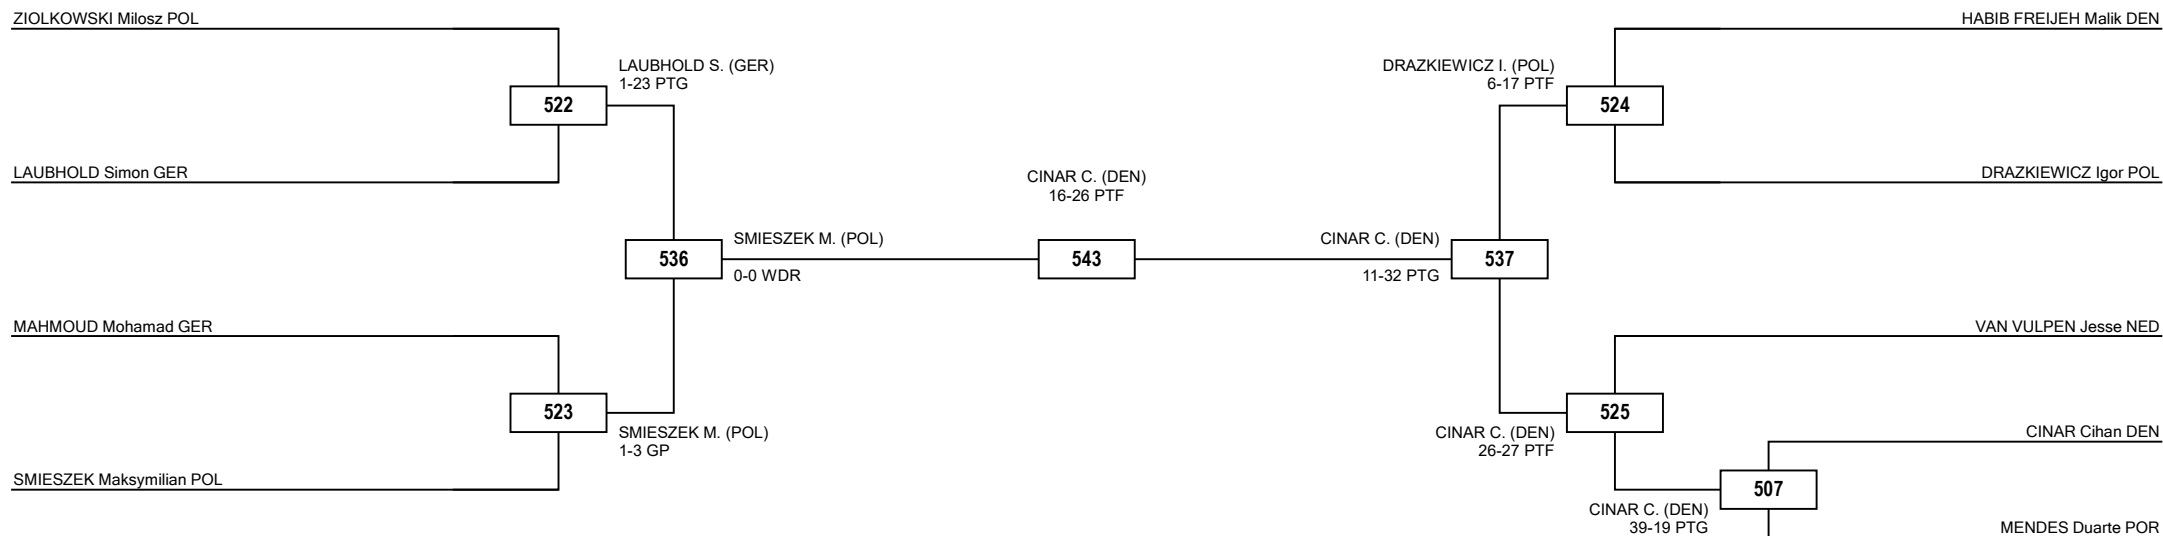 ZIOLKOWSKI Milosz POL
HABIB FREIJEH Malik DEN
LAUBHOLD S. (GER)
1-23 PTG
DRAZKIEWICZ I. (POL)
6-17 PTF
522
524
LAUBHOLD Simon GER
CINAR C. (DEN)
16-26 PTF
DRAZKIEWICZ Igor POL
SMIESZEK M. (POL)
CINAR C. (DEN)
536
543
537
0-0 WDR
11-32 PTG
MAHMOUD Mohamad GER
VAN VULPEN Jesse NED
523
525
SMIESZEK M. (POL)
1-3 GP
CINAR C. (DEN)
26-27 PTF
CINAR Cihan DEN
SMIESZEK Maksymilian POL
507
CINAR C. (DEN)
39-19 PTG
MENDES Duarte POR